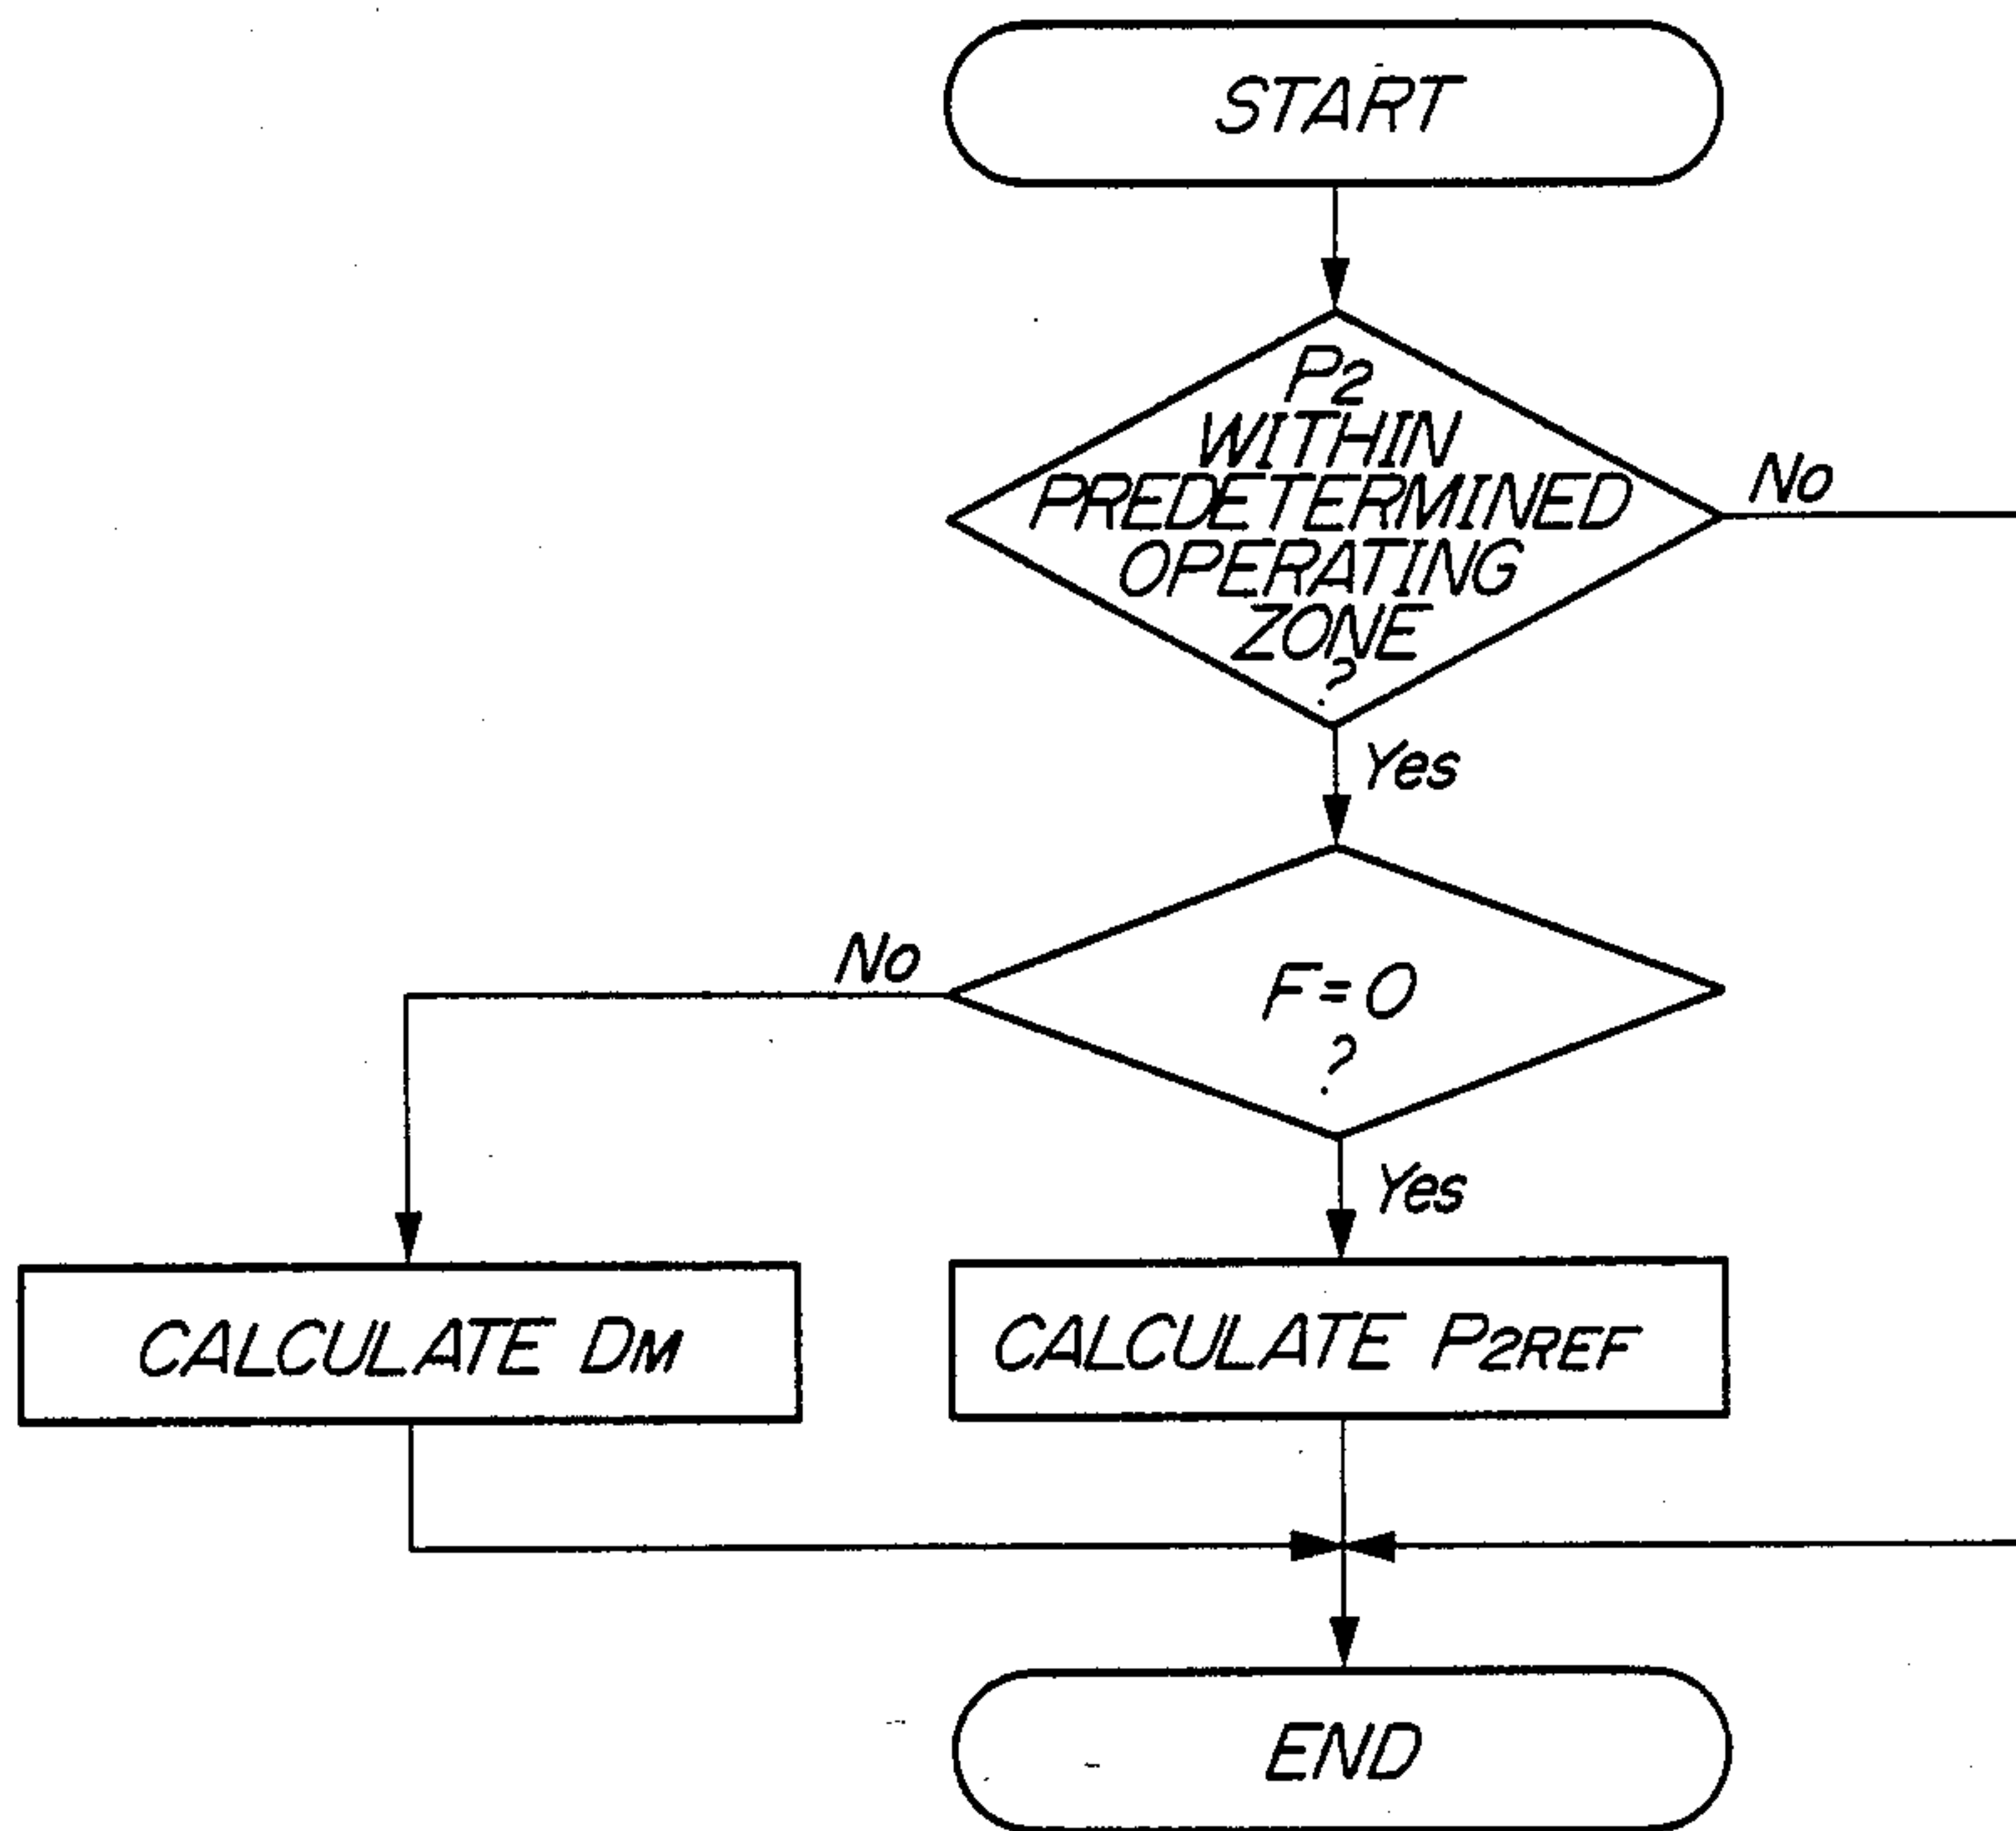 START
P2
WITHIN
PREDETERMINED
OPERATING
ZONE
?
No
Yes
F=0
?
No
Yes
CALCULATE DM
CALCULATE P2REF
END